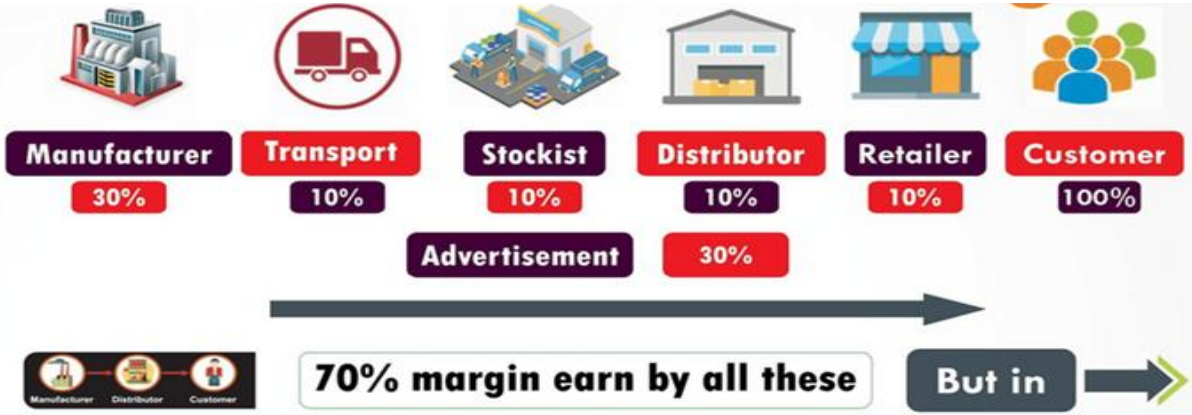 Manufacturer Transport Stockist Distributor Retailer Customer
30% 10% 10% 10% 10% 100%
Advertisement 30%
70% margin earn by all these
But in
Manufacturer Distributor Customer